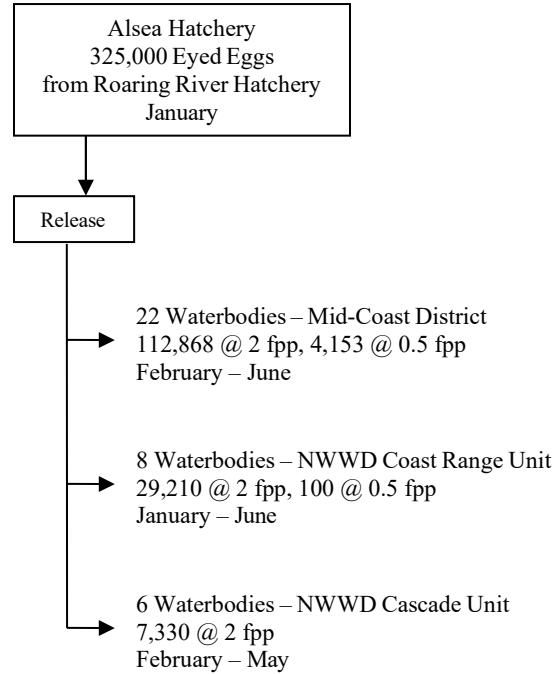 Alsea Hatchery
325,000 Eyed Eggs
from Roaring River Hatchery
January
Release
22 Waterbodies – Mid-Coast District
112,868 @ 2 fpp, 4,153 @ 0.5 fpp
February – June
8 Waterbodies – NWWD Coast Range Unit
29,210 @ 2 fpp, 100 @ 0.5 fpp
January – June
6 Waterbodies – NWWD Cascade Unit
7,330 @ 2 fpp
February – May